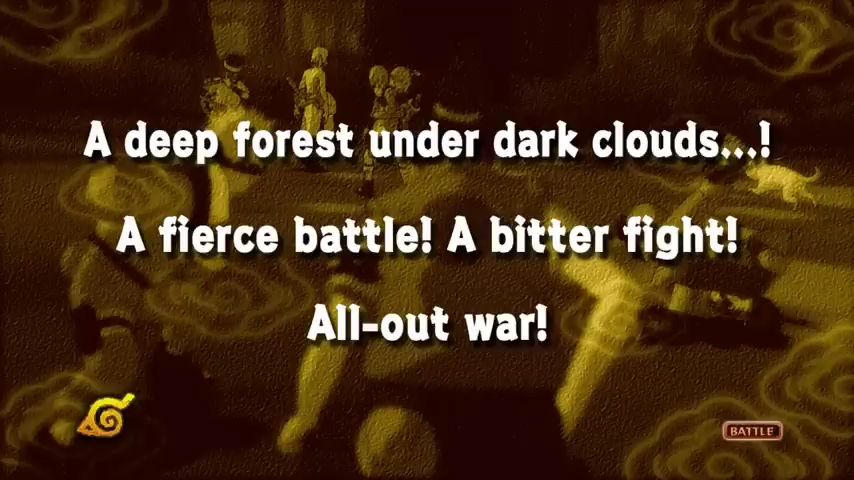 A deep forest under dark clouds...!
A fierce battle! A bitter fight!
All-out war!
BATTLE